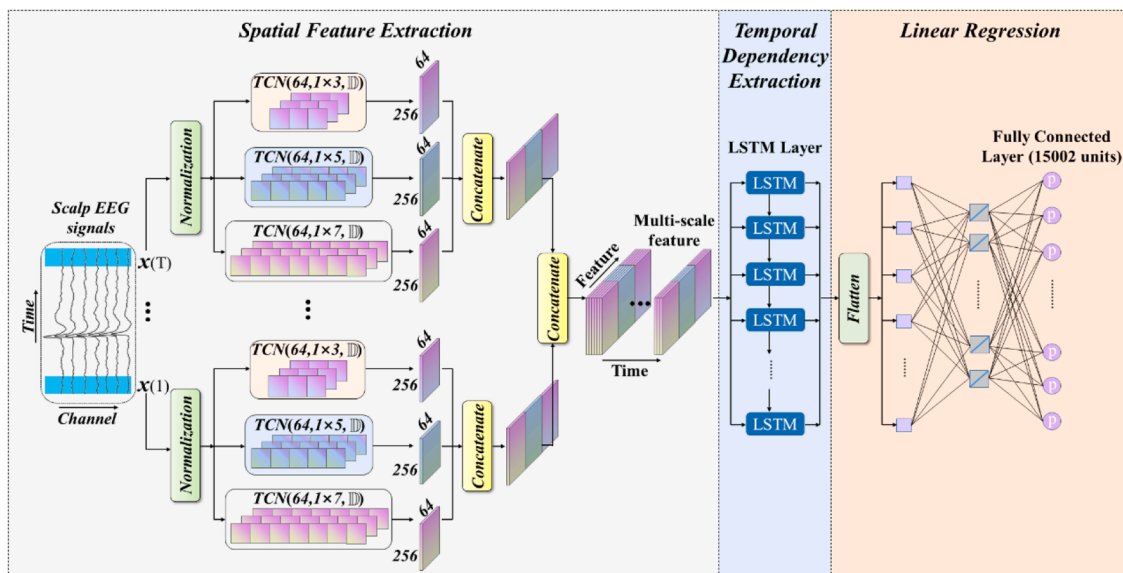 Spatial Feature Extraction
Temporal
Dependency
Extraction
Linear Regression
Scalp EEG
signals
Time
Channel
x(T)
x(1)
Normalization
TCN(64,1×3,𝔻)
64
256
TCN(64,1×5,𝔻)
64
256
TCN(64,1×7,𝔻)
64
256
Concatenate
Normalization
TCN(64,1×3,𝔻)
64
256
TCN(64,1×5,𝔻)
64
256
TCN(64,1×7,𝔻)
64
256
Concatenate
Concatenate
Multi-scale
feature
Feature
Time
LSTM Layer
LSTM
LSTM
LSTM
LSTM
LSTM
Flatten
Fully Connected
Layer (15002 units)
p
p
p
p
p
p